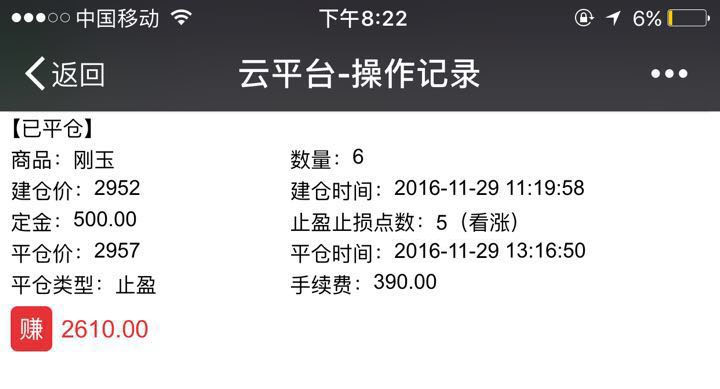 中国移动 下午8:22 6%
返回 云平台-操作记录
【已平仓】
商品：刚玉 数量：6
建仓价：2952 建仓时间：2016-11-29 11:19:58
定金：500.00 止盈止损点数：5（看涨）
平仓价：2957 平仓时间：2016-11-29 13:16:50
平仓类型：止盈 手续费：390.00
赚 2610.00